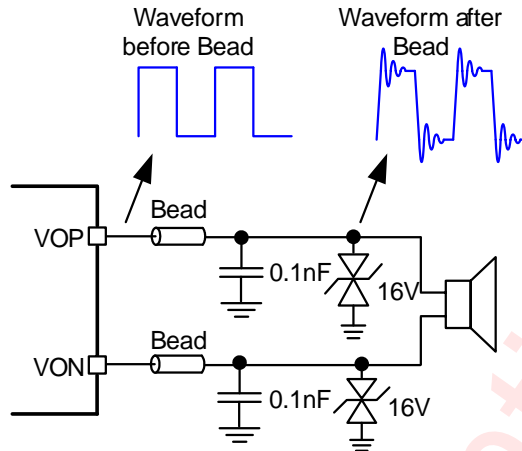 Waveform
before Bead
Waveform after
Bead
Bead
VOP
0.1nF
16V
Bead
VON
0.1nF
16V